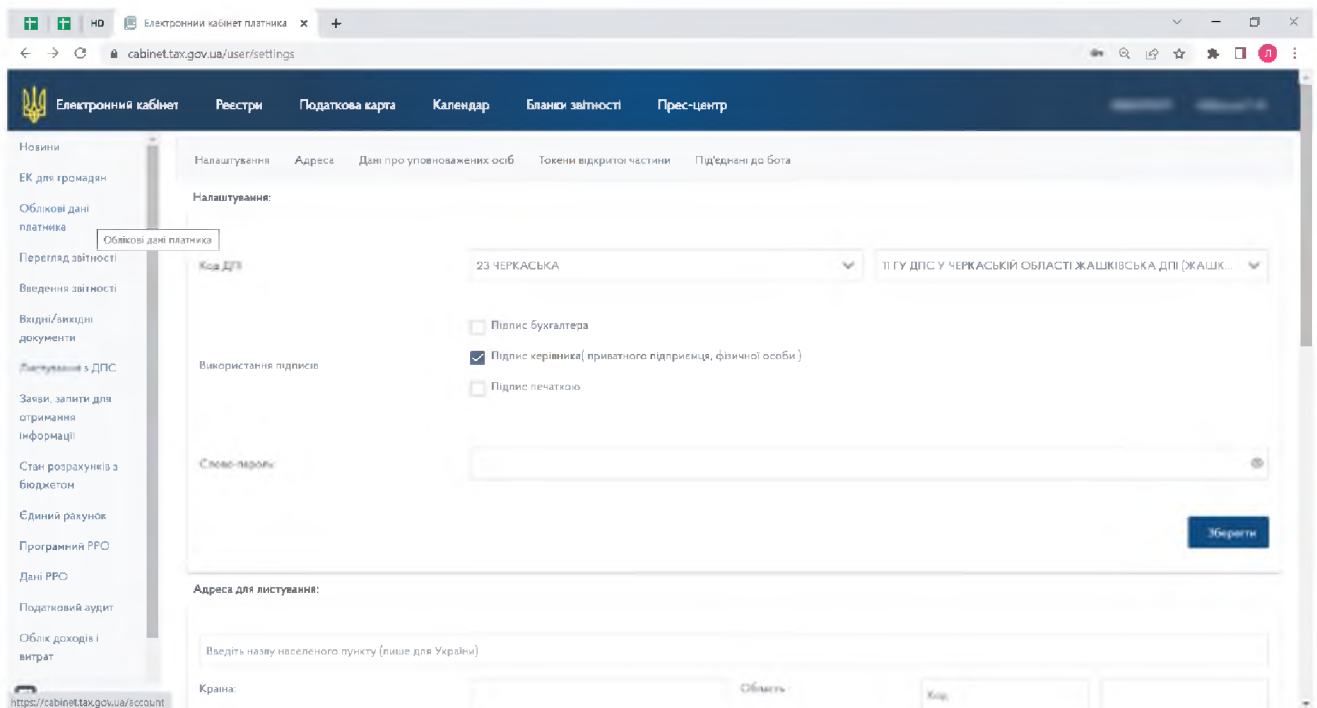 HD Електронний кабінет платника
cabinet.tax.gov.ua/user/settings
Л
Електронний кабінет Реєстри Податкова карта Календар Бланки звітності Прес-центр
Новини
ЕК для громадян
Облікові дані
платника
Облікові дані платника
Перегляд звітності
Введення звітності
Вхідні/вихідні
документи
Листування з ДПС
Заяви, запити для
отримання
інформації
Стан розрахунків з
бюджетом
Єдиний рахунок
Програмний РРО
Дані РРО
Податковий аудит
Облік доходів і
витрат
https://cabinet.tax.gov.ua/account
Налаштування Адреса Дані про уповноважених осіб Токени відкритої частини Під'єднані до бота
Налаштування:
Код ДПІ 23 ЧЕРКАСЬКА 11 ГУ ДПС У ЧЕРКАСЬКІЙ ОБЛАСТІ ЖАШКІВСЬКА ДПІ (ЖАШК...
Підпис бухгалтера
Використання підписів Підпис керівника( приватного підприємця, фізичної особи )
Підпис печаткою
Слово-пароль:
Зберегти
Адреса для листування:
Введіть назву населеного пункту (лише для України)
Країна: Область Код